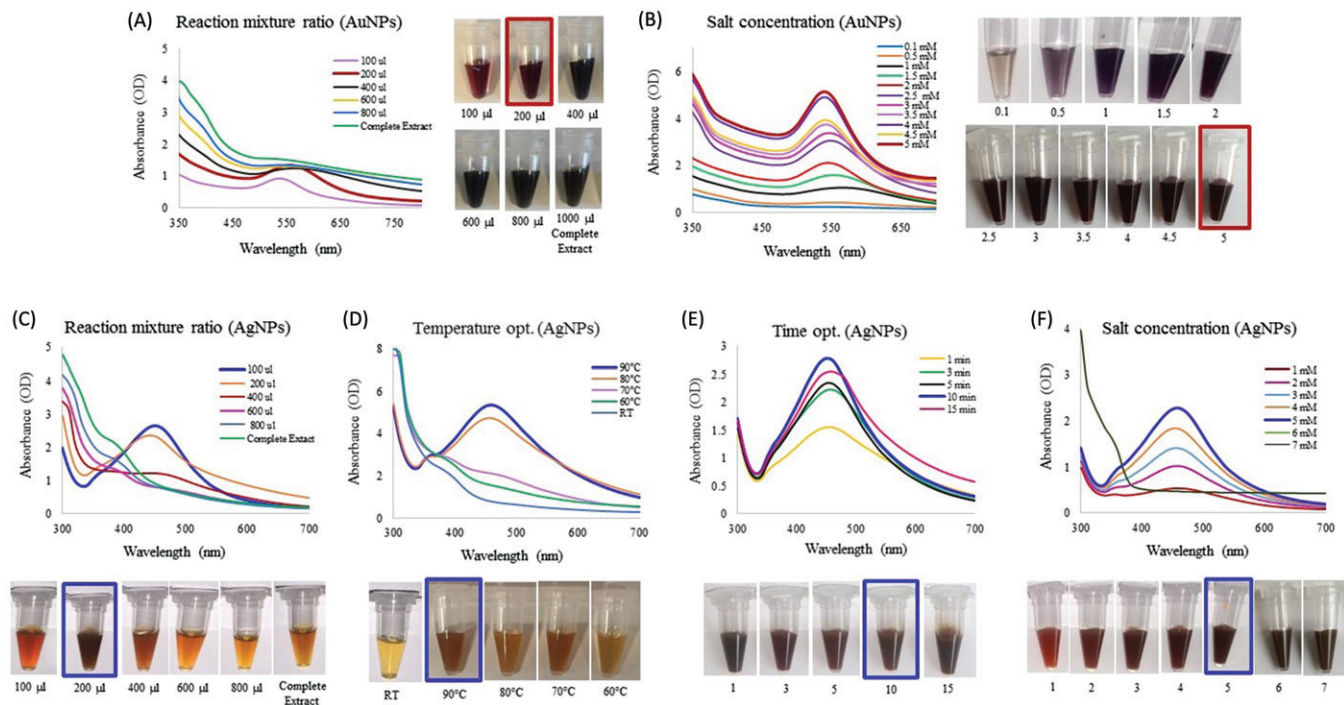 (A)
Reaction mixture ratio (AuNPs)
5
4
3
2
1
0
Absorbance (OD)
350 450 550 650
Wavelength (nm)
100 ul
200 ul
400 ul
600 ul
800 ul
Complete Extract
100 µl 200 µl 400 µl
600 µl 800 µl 1000 µl
Complete
Extract
(B)
Salt concentration (AuNPs)
6
4
2
0
Absorbance (OD)
350 450 550 650
Wavelength (nm)
0.1 mM
0.5 mM
1 mM
1.5 mM
2 mM
2.5 mM
3 mM
3.5 mM
4 mM
4.5 mM
5 mM
0.1 0.5 1 1.5 2
2.5 3 3.5 4 4.5 5
(C)
Reaction mixture ratio (AgNPs)
5
4
3
2
1
0
Absorbance (OD)
300 400 500 600 700
Wavelength (nm)
100 ul
200 ul
400 ul
600 ul
800 ul
Complete Extact
100 µl 200 µl 400 µl 600 µl 800 µl Complete
Extract
(D)
Temperature opt. (AgNPs)
8
6
4
2
0
Absorbance (OD)
300 400 500 600 700
Wavelength (nm)
90°C
80°C
70°C
60°C
RT
RT 90°C 80°C 70°C 60°C
(E)
Time opt. (AgNPs)
3
2.5
2
1.5
1
0.5
0
Absorbance (OD)
300 400 500 600 700
Wavelength (nm)
1 min
3 min
5 min
10 min
15 min
1 3 5 10 15
(F)
Salt concentration (AgNPs)
4
3
2
1
0
Absorbance (OD)
300 400 500 600 700
Wavelength (nm)
1 mM
2 mM
3 mM
4 mM
5 mM
6 mM
7 mM
1 2 3 4 5 6 7